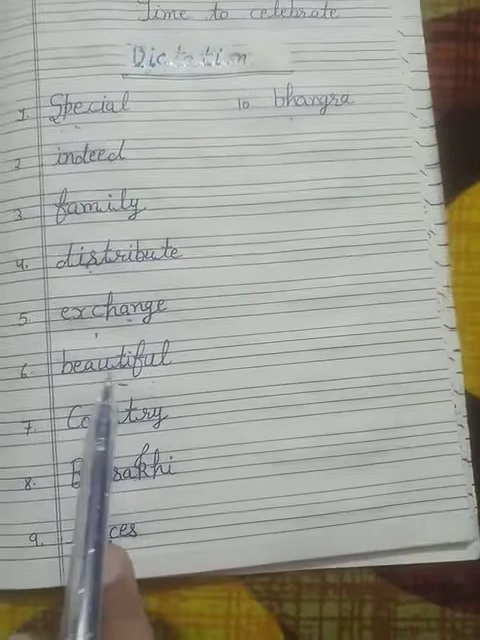 Time to celebrate
Dictation
1. Special
10 bhangra
2 indeed
3. family
4. distribute
5. exchange
6. beautiful
7.
8.
9.